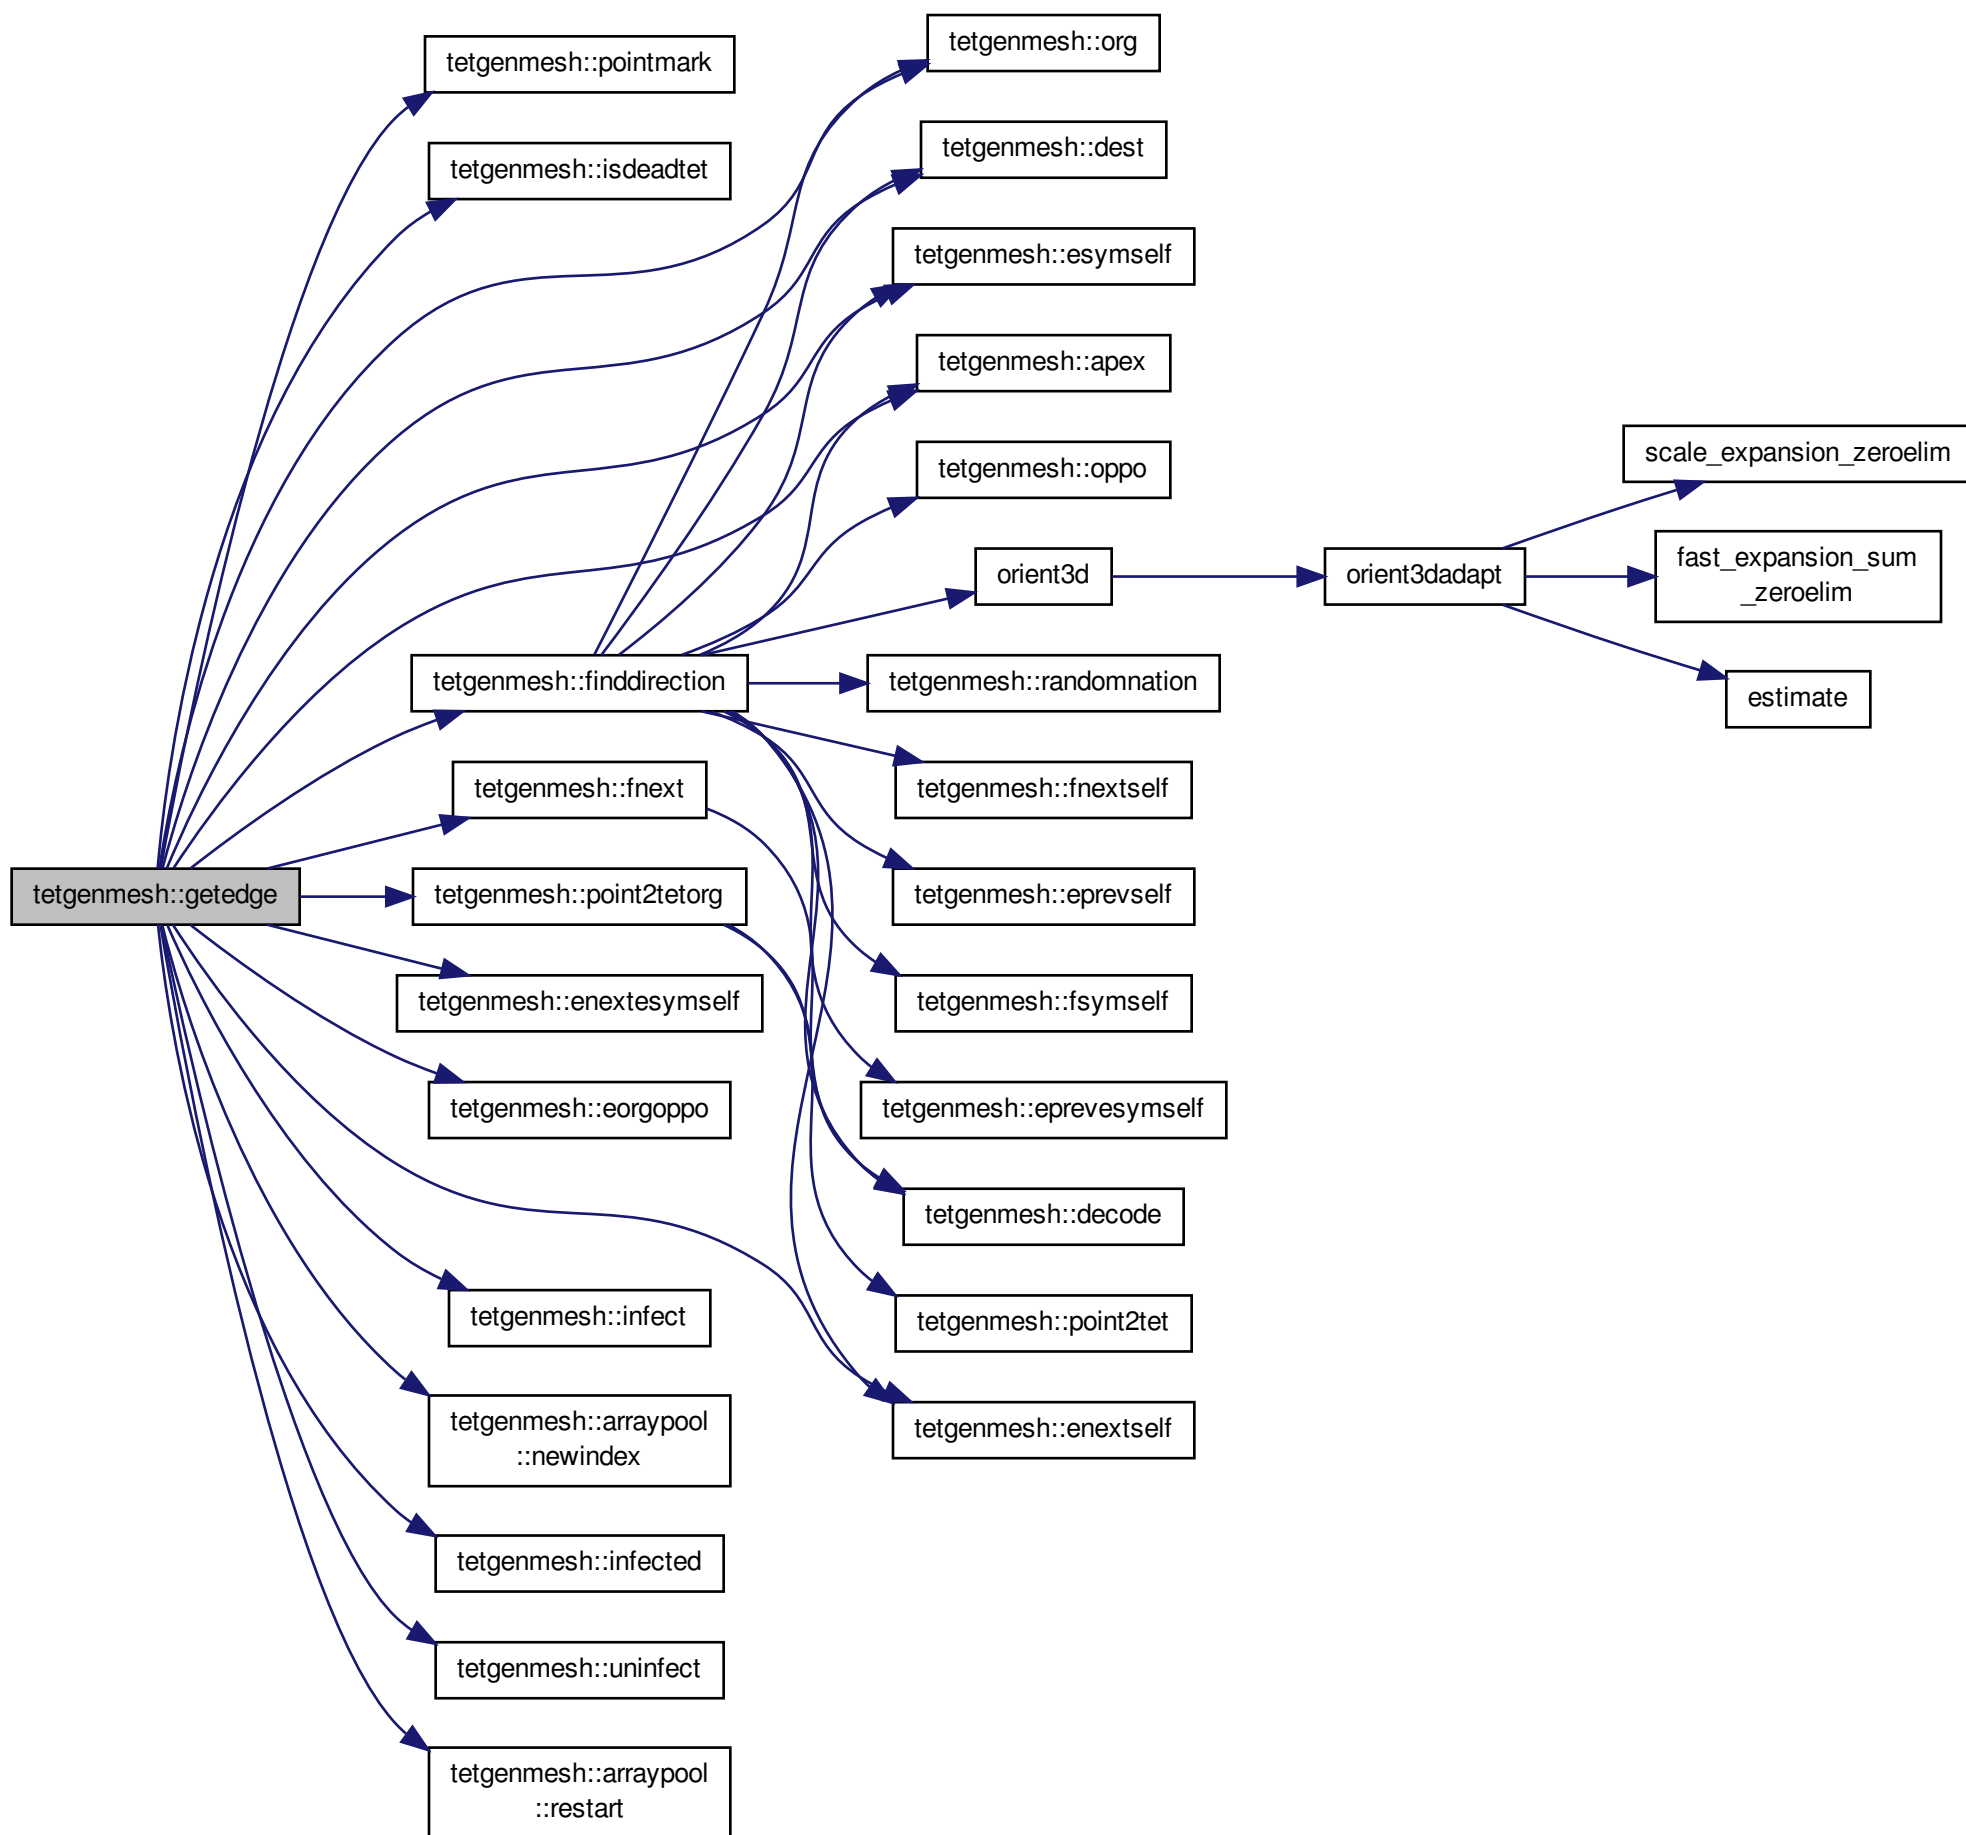 tetgenmesh::getedge
tetgenmesh::pointmark
tetgenmesh::isdeadtet
tetgenmesh::finddirection
tetgenmesh::fnext
tetgenmesh::point2tetorg
tetgenmesh::enextesymself
tetgenmesh::eorgoppo
tetgenmesh::infect
tetgenmesh::arraypool
::newindex
tetgenmesh::infected
tetgenmesh::uninfect
tetgenmesh::arraypool
::restart
tetgenmesh::org
tetgenmesh::dest
tetgenmesh::esymself
tetgenmesh::apex
tetgenmesh::oppo
orient3d
tetgenmesh::randomnation
tetgenmesh::fnextself
tetgenmesh::eprevself
tetgenmesh::fsymself
tetgenmesh::eprevesymself
tetgenmesh::decode
tetgenmesh::point2tet
tetgenmesh::enextself
orient3dadapt
scale_expansion_zeroelim
fast_expansion_sum
_zeroelim
estimate